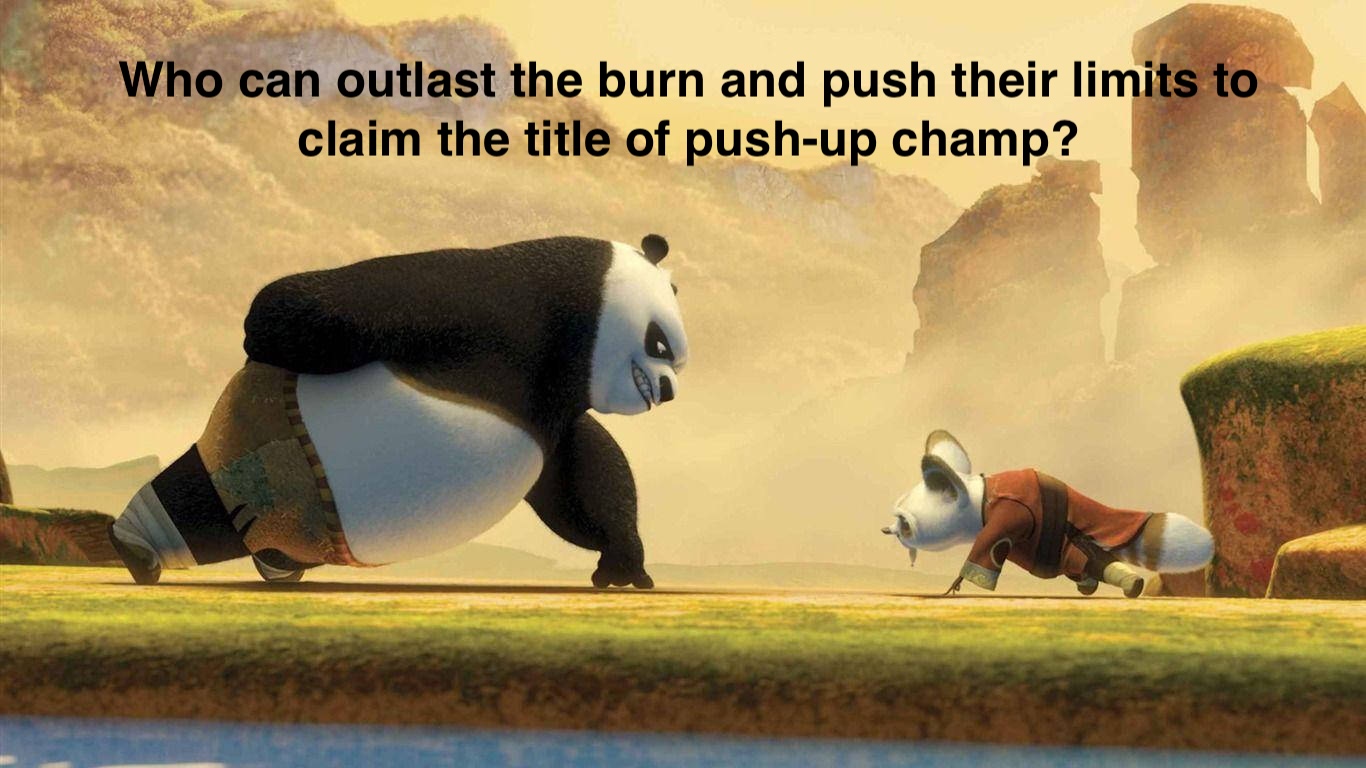 Who can outlast the burn and push their limits to
claim the title of push-up champ?